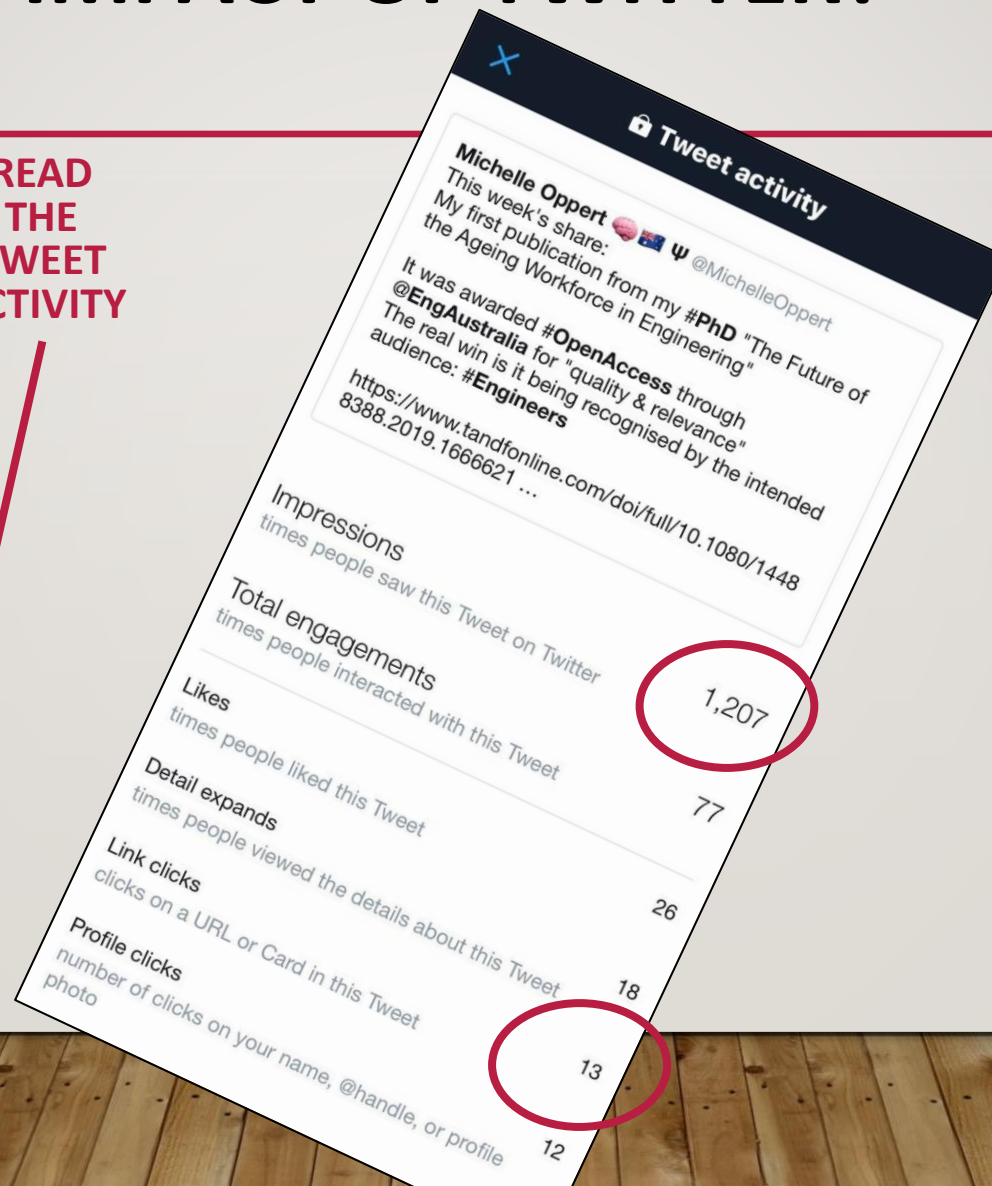 IMPACT OF TWITTER?
READ
THE
TWEET
ACTIVITY
Tweet activity
Michelle Oppert 🧠🇦🇺 Ψ @MichelleOppert
This week's share:
My first publication from my #PhD "The Future of
the Ageing Workforce in Engineering"
It was awarded #OpenAccess through
@EngAustralia for "quality & relevance"
The real win is it being recognised by the intended
audience: #Engineers
https://www.tandfonline.com/doi/full/10.1080/1448
8388.2019.1666621 ...
Impressions
times people saw this Tweet on Twitter
1,207
Total engagements
times people interacted with this Tweet
77
Likes
times people liked this Tweet
26
Detail expands
times people viewed the details about this Tweet
18
Link clicks
clicks on a URL or Card in this Tweet
13
Profile clicks
number of clicks on your name, @handle, or profile
photo
12